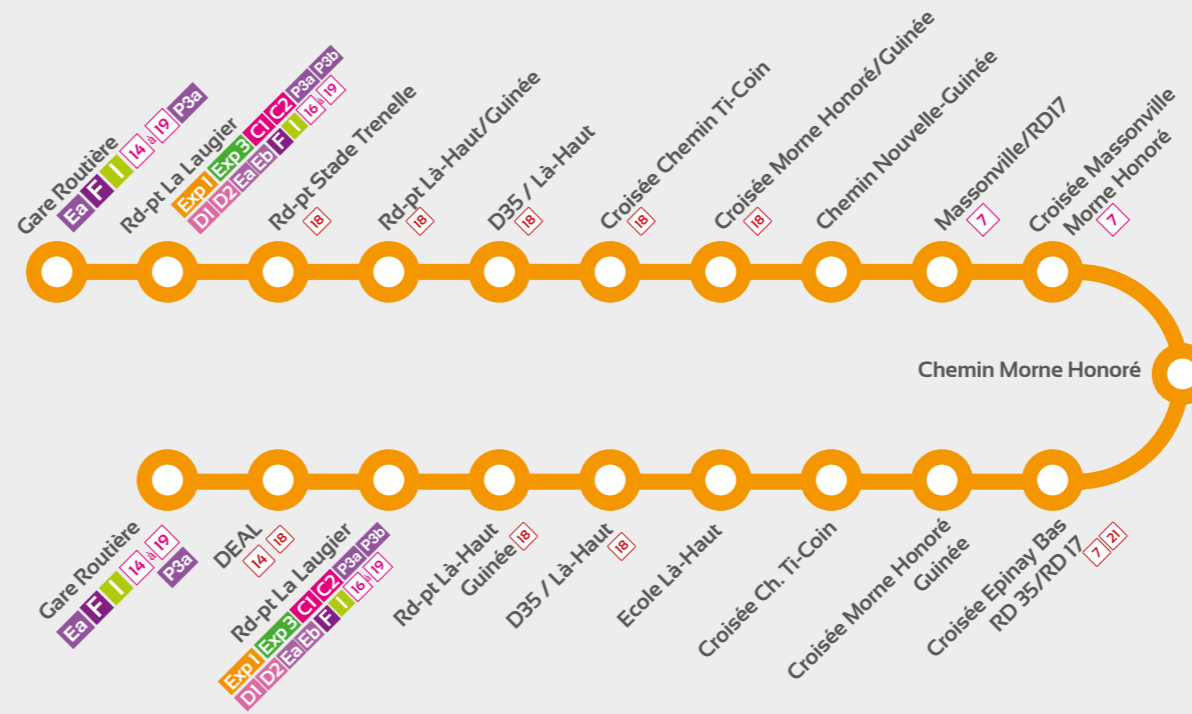 Gare Routière
Ea F I 14 à 19 P3a
Rd-pt La Laugier
Exp 1 Exp 3 C1 C2 P3a P3b
D1 D2 Ea Eb F I 16 à 19
Rd-pt Stade Trenelle
18
Rd-pt Là-Haut/Guinée
18
D35 / Là-Haut
18
Croisée Chemin Ti-Coin
18
Croisée Morne Honoré/Guinée
18
Chemin Nouvelle-Guinée
Massonville/RD17
7
Croisée Massonville
Morne Honoré
7
Chemin Morne Honoré
Gare Routière
Ea F I 14 à 19
P3a
DEAL
14 18
Rd-pt La Laugier
Exp 1 Exp 3 C1 C2 P3a P3b
D1 D2 Ea Eb F I 16 à 19
Rd-pt Là-Haut
Guinée 18
D35 / Là-Haut
18
Ecole Là-Haut
Croisée Ch. Ti-Coin
Croisée Morne Honoré
Guinée
Croisée Epinay Bas
RD 35/RD 17 7 21